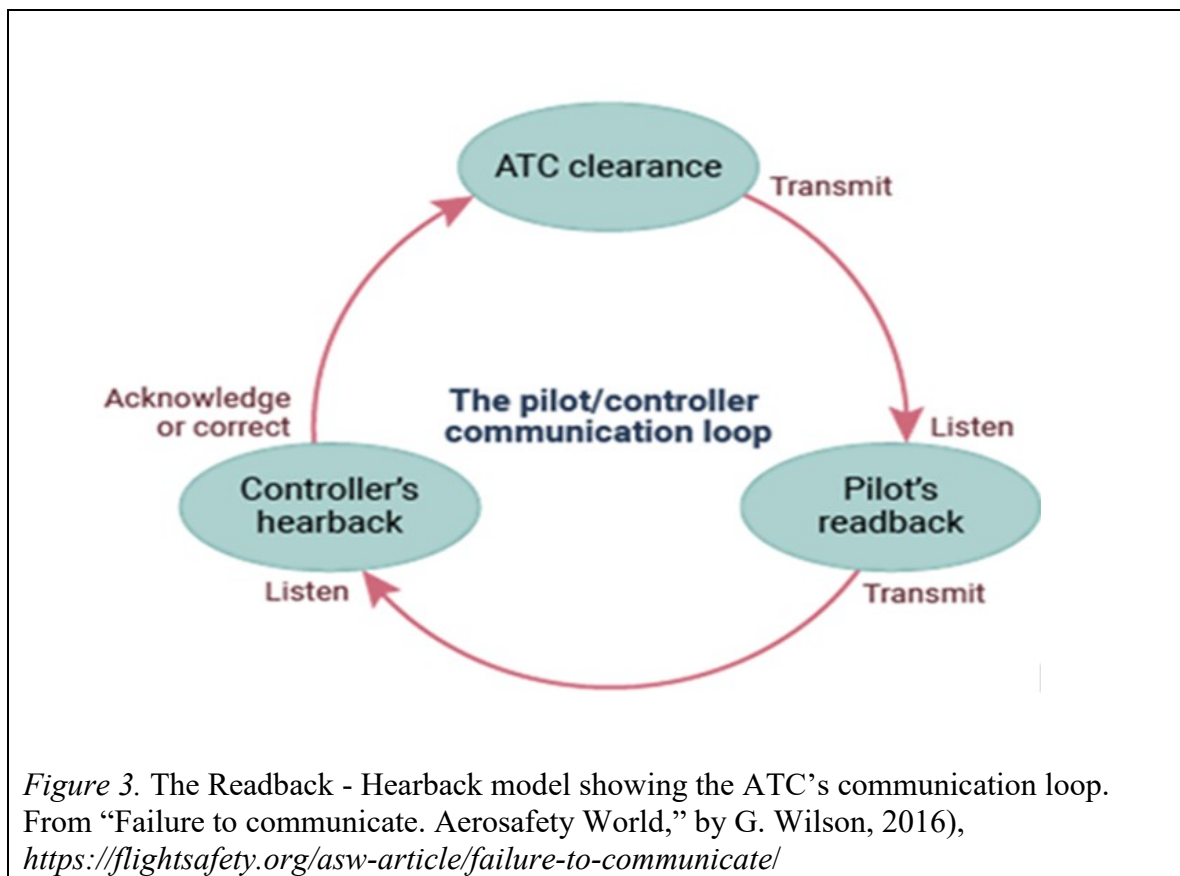 ATC clearance
Transmit
Acknowledge
or correct
The pilot/controller
communication loop
Listen
Controller's
hearback
Pilot's
readback
Listen
Transmit
Figure 3. The Readback - Hearback model showing the ATC’s communication loop.
From “Failure to communicate. Aerosafety World,” by G. Wilson, 2016),
https://flightsafety.org/asw-article/failure-to-communicate/